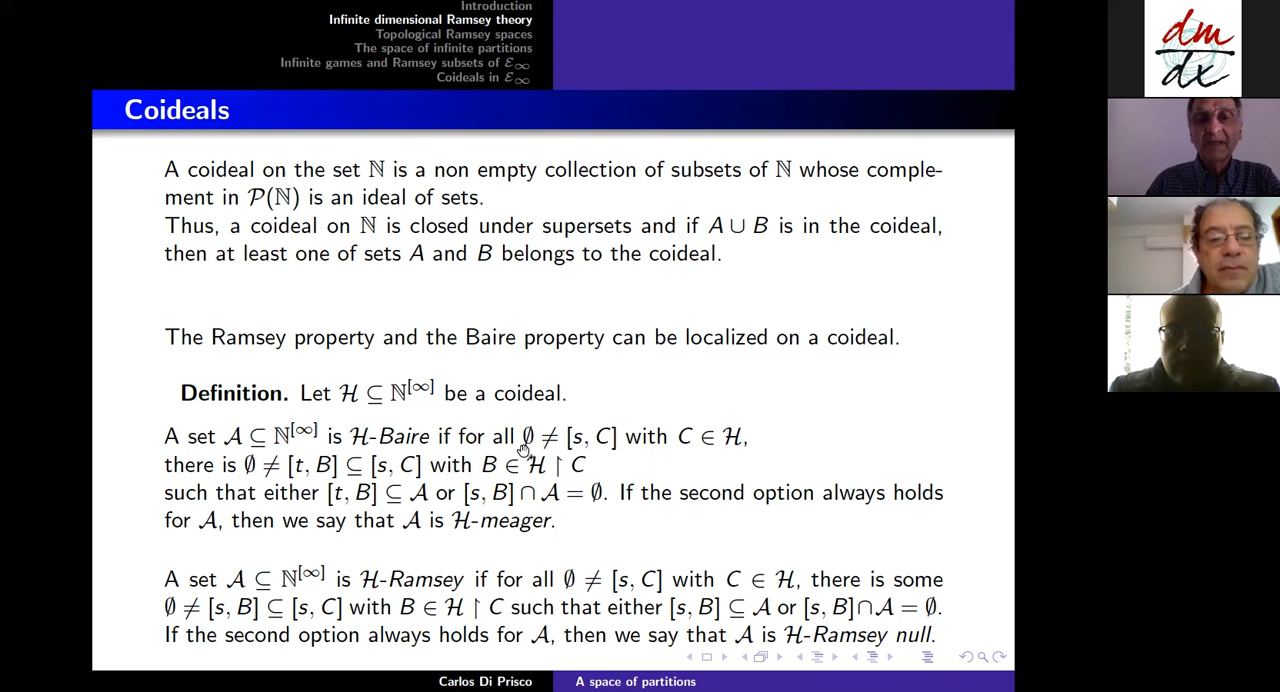 Introduction
Infinite dimensional Ramsey theory
Topological Ramsey spaces
The space of infinite partitions
Infinite games and Ramsey subsets of ℰ∞
Coideals in ℰ∞
Coideals
A coideal on the set ℕ is a non empty collection of subsets of ℕ whose comple-
ment in 𝒫(ℕ) is an ideal of sets.
Thus, a coideal on ℕ is closed under supersets and if A ∪ B is in the coideal,
then at least one of sets A and B belongs to the coideal.
The Ramsey property and the Baire property can be localized on a coideal.
Definition. Let ℋ ⊆ ℕ^[∞] be a coideal.
A set 𝒜 ⊆ ℕ^[∞] is ℋ-Baire if for all ∅ ≠ [s, C] with C ∈ ℋ,
there is ∅ ≠ [t, B] ⊆ [s, C] with B ∈ ℋ ↾ C
such that either [t, B] ⊆ 𝒜 or [s, B] ∩ 𝒜 = ∅. If the second option always holds
for 𝒜, then we say that 𝒜 is ℋ-meager.
A set 𝒜 ⊆ ℕ^[∞] is ℋ-Ramsey if for all ∅ ≠ [s, C] with C ∈ ℋ, there is some
∅ ≠ [s, B] ⊆ [s, C] with B ∈ ℋ ↾ C such that either [s, B] ⊆ 𝒜 or [s, B]∩𝒜 = ∅.
If the second option always holds for 𝒜, then we say that 𝒜 is ℋ-Ramsey null.
Carlos Di Prisco
A space of partitions
dm
dx